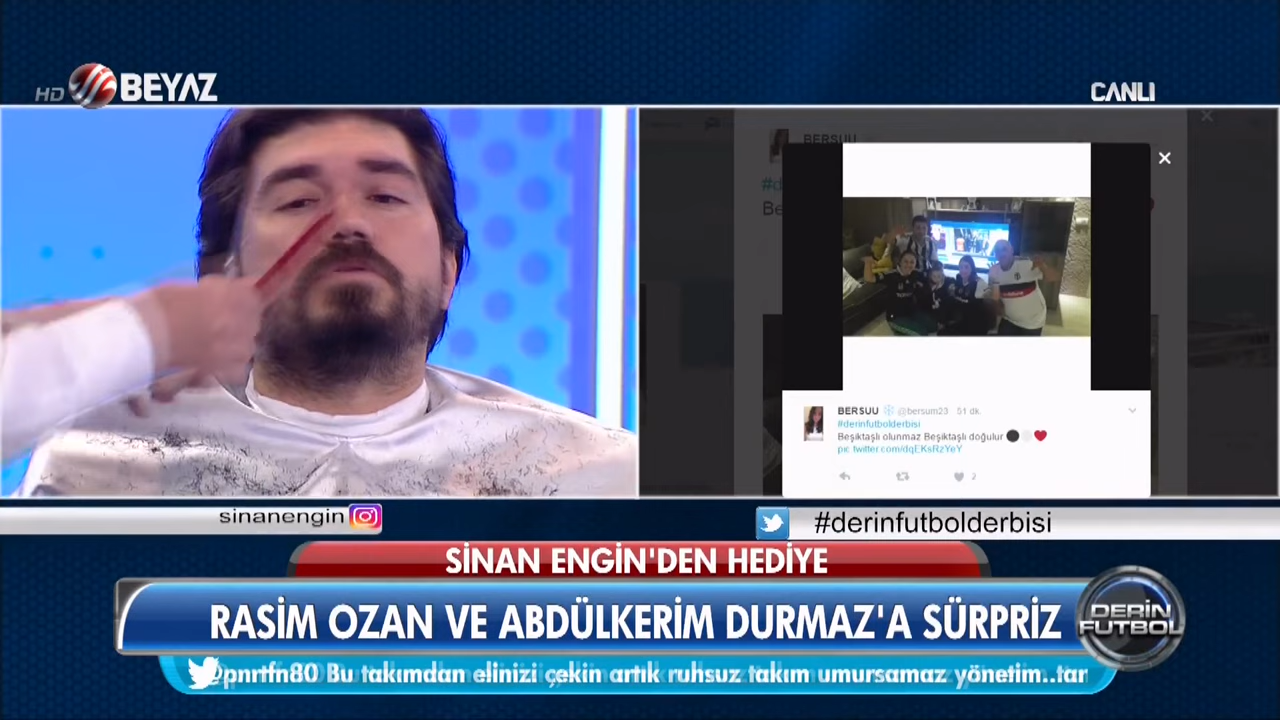 HD BEYAZ
CANLI
BERSUU
#d
Be
BERSUU @bersum23 51 dk.
#derinfutbolderbisi
Beşiktaşlı olunmaz Beşiktaşlı doğulur
pic.twitter.com/dqEKsRzYeY
2
sinanengin
#derinfutbolderbisi
SİNAN ENGİN'DEN HEDİYE
RASİM OZAN VE ABDÜLKERİM DURMAZ'A SÜRPRİZ
DERİN
FUTBOL
@pnrtfn80 Bu takımdan elinizi çekin artık ruhsuz takım umursamaz yönetim..tar